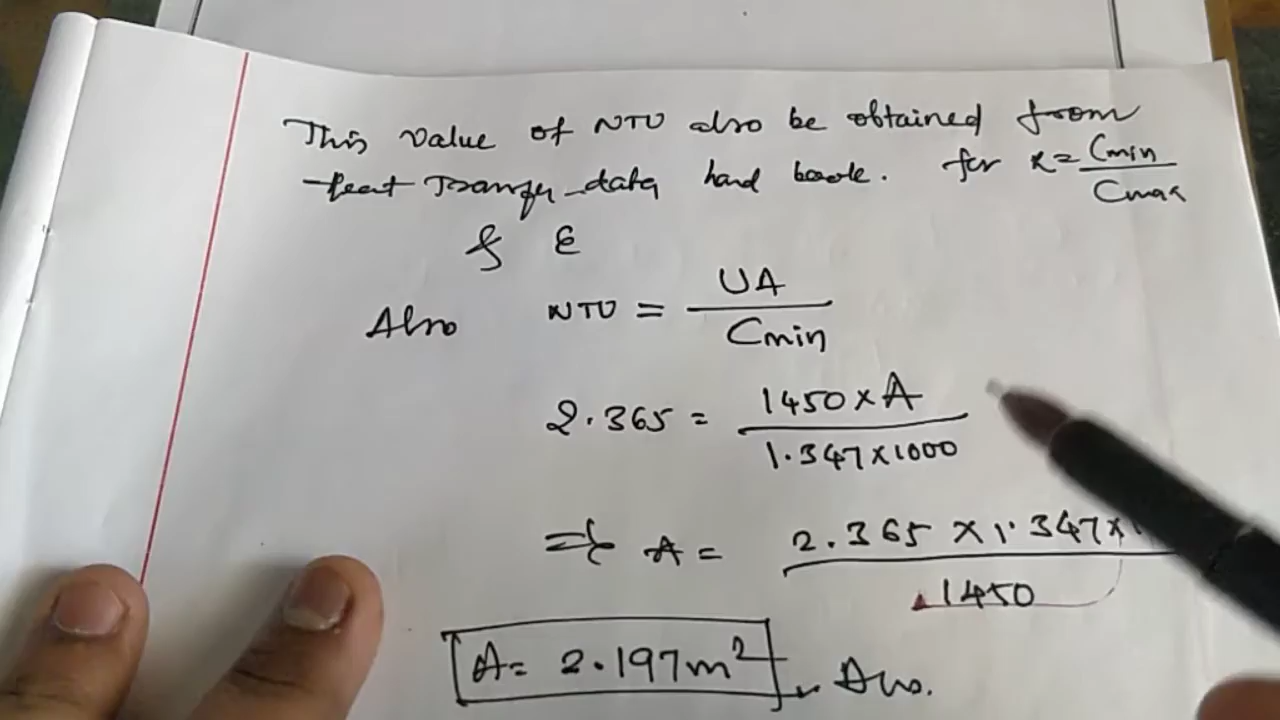 This value of NTU also be obtained from
Heat Transfer data hand book. for x = Cmin / Cmax
& ε
Also NTU = UA / Cmin
2.365 = 1450 × A / 1.347 × 1000
⇒ A = 2.365 × 1.347 × 1 / 1450
A = 2.197 m² Ans.